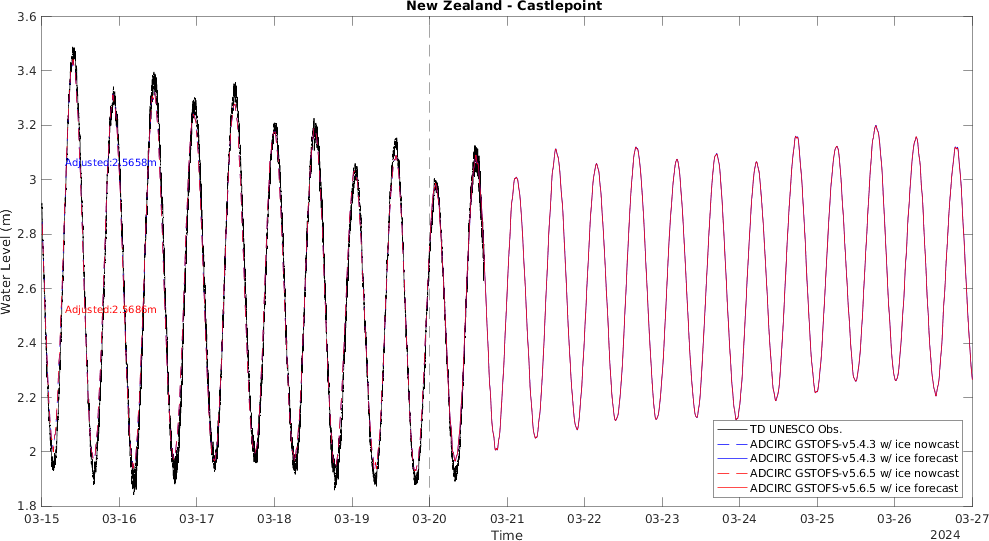 New Zealand - Castlepoint
Water Level (m)
3.6
3.4
3.2
3
2.8
2.6
2.4
2.2
2
1.8
Adjusted:2.5658m
Adjusted:2.5686m
TD UNESCO Obs.
ADCIRC GSTOFS-v5.4.3 w/ ice nowcast
ADCIRC GSTOFS-v5.4.3 w/ ice forecast
ADCIRC GSTOFS-v5.6.5 w/ ice nowcast
ADCIRC GSTOFS-v5.6.5 w/ ice forecast
03-15 03-16 03-17 03-18 03-19 03-20 03-21 03-22 03-23 03-24 03-25 03-26 03-27
Time
2024